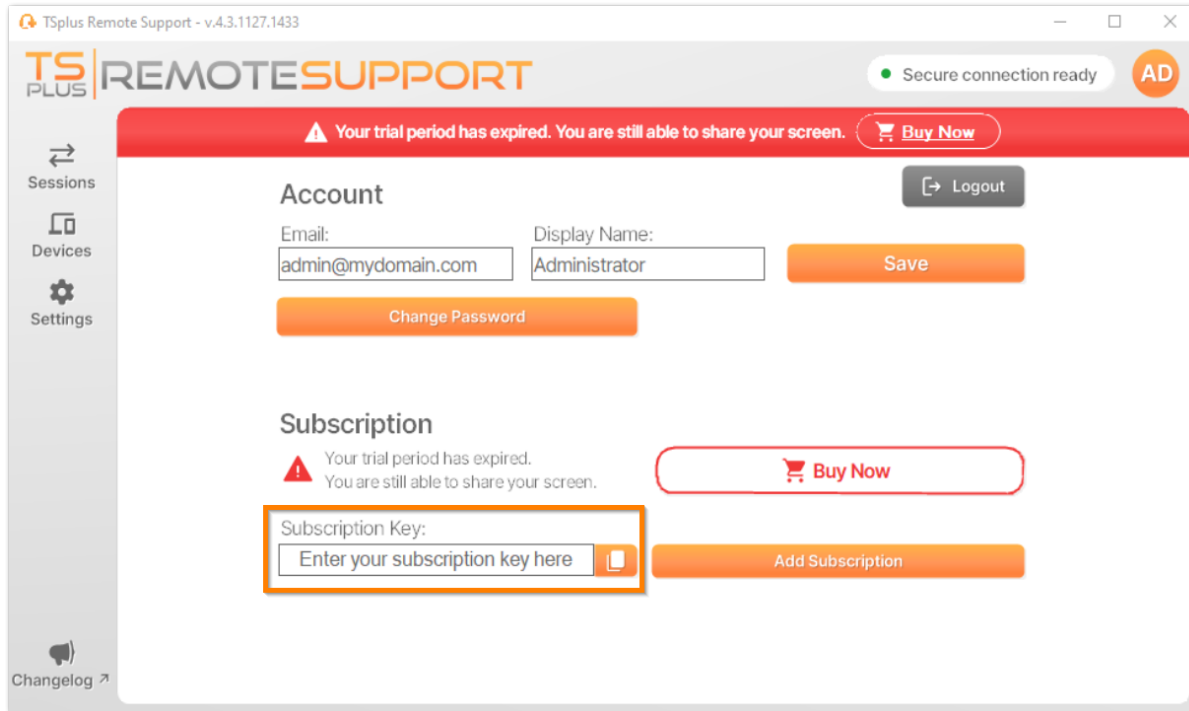 TSplus Remote Support - v.4.3.1127.1433
TS PLUS REMOTESUPPORT
Secure connection ready
AD
Your trial period has expired. You are still able to share your screen. Buy Now
Sessions
Devices
Settings
Changelog
Account
Logout
Email:
Display Name:
admin@mydomain.com
Administrator
Save
Change Password
Subscription
Your trial period has expired.
You are still able to share your screen.
Buy Now
Subscription Key:
Enter your subscription key here
Add Subscription